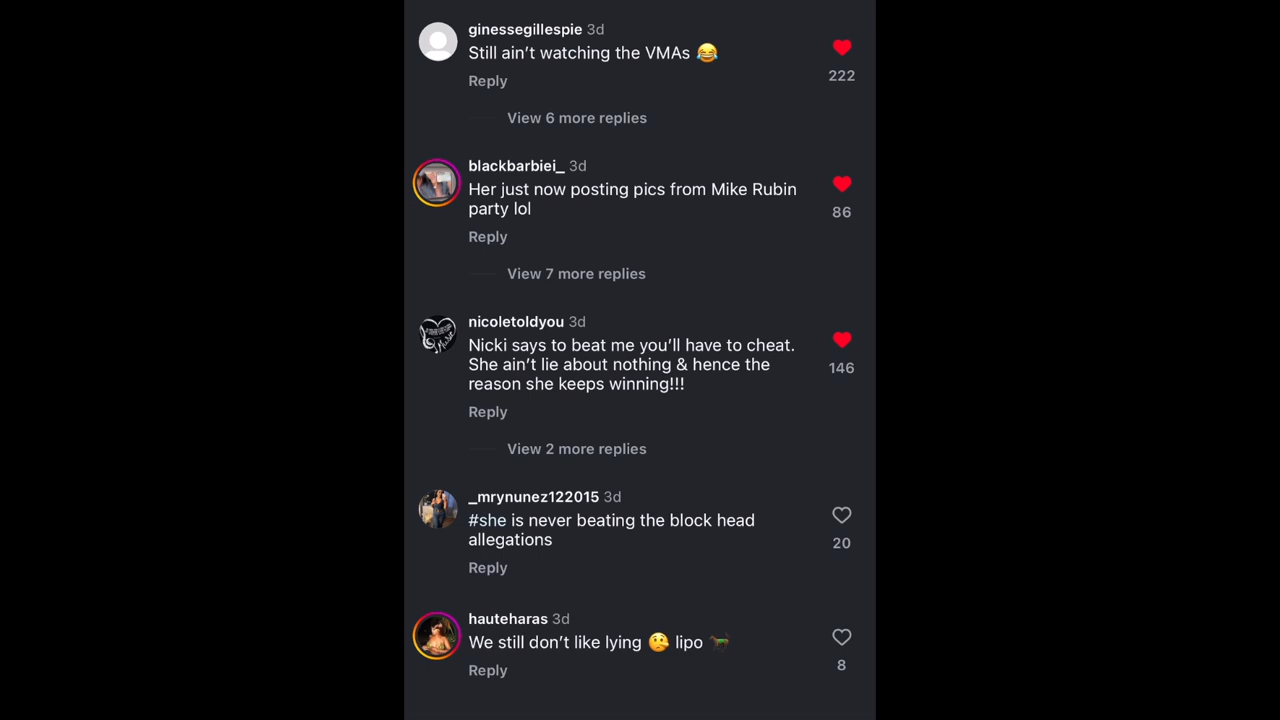 ginessegillespie 3d
Still ain't watching the VMAs 😂
222
Reply
View 6 more replies
blackbarbiei_ 3d
Her just now posting pics from Mike Rubin
party lol
86
Reply
View 7 more replies
nicoletoldyou 3d
Nicki says to beat me you'll have to cheat.
She ain't lie about nothing & hence the
reason she keeps winning!!!
146
Reply
View 2 more replies
_mrynunez122015 3d
#she is never beating the block head
allegations
20
Reply
hauteharas 3d
We still don't like lying 🤥 lipo 🐈‍⬛
8
Reply